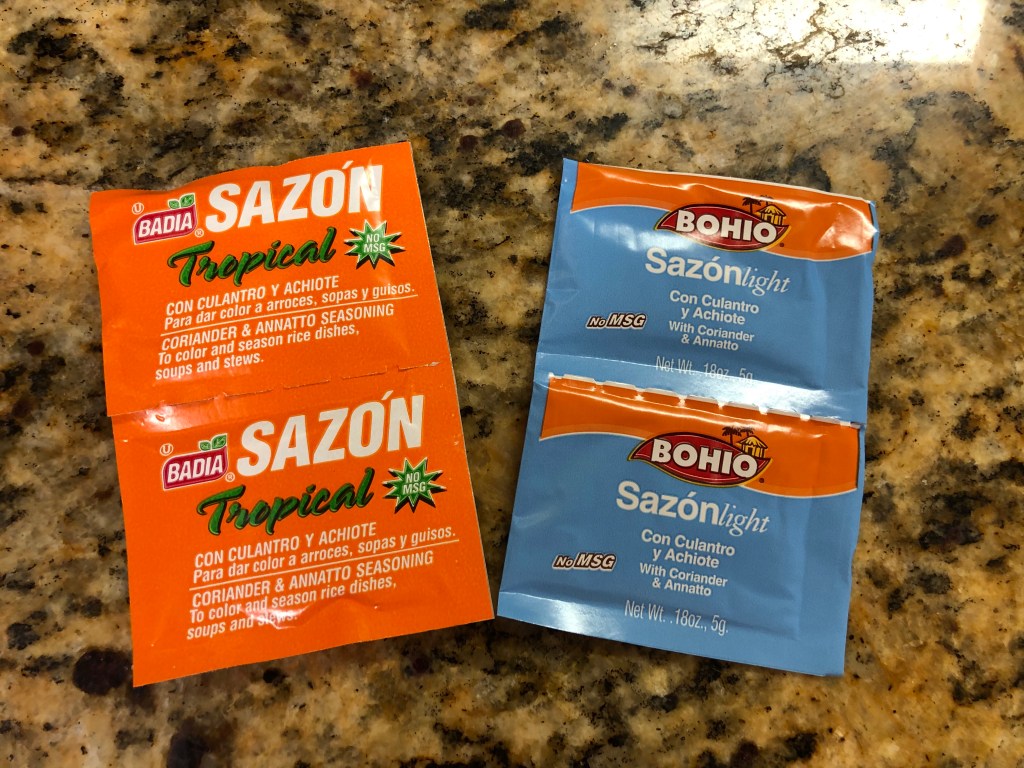 U
BADIA®
SAZÓN
Tropical
NO
MSG
CON CULANTRO Y ACHIOTE
Para dar color a arroces, sopas y guisos.
CORIANDER & ANNATTO SEASONING
To color and season rice dishes,
soups and stews.
U
BADIA®
SAZÓN
Tropical
NO
MSG
CON CULANTRO Y ACHIOTE
Para dar color a arroces, sopas y guisos.
CORIANDER & ANNATTO SEASONING
To color and season rice dishes,
soups and stews.
BOHIO
Sazónlight
Con Culantro
y Achiote
No MSG
With Coriander
& Annatto
Net Wt. .18oz., 5g.
BOHIO
Sazónlight
Con Culantro
y Achiote
No MSG
With Coriander
& Annatto
Net Wt. .18oz., 5g.